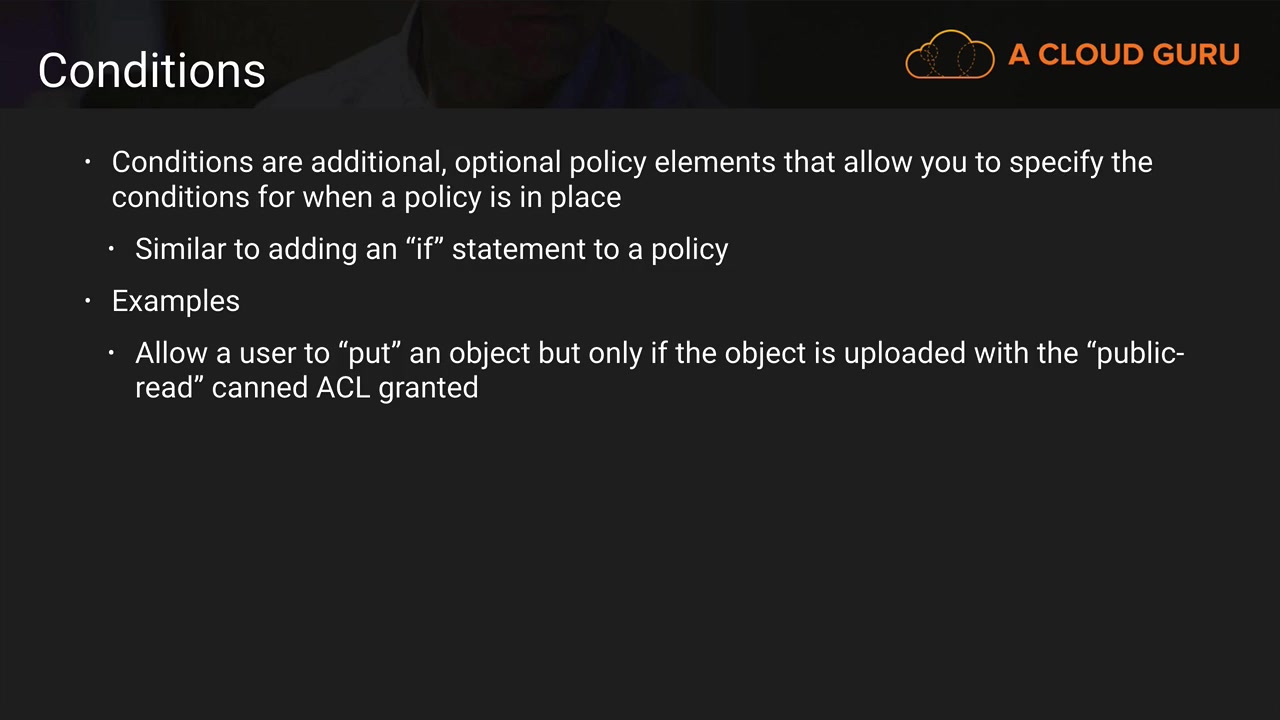 Conditions
A CLOUD GURU
• Conditions are additional, optional policy elements that allow you to specify the
conditions for when a policy is in place
• Similar to adding an “if” statement to a policy
• Examples
• Allow a user to “put” an object but only if the object is uploaded with the “public-
read” canned ACL granted